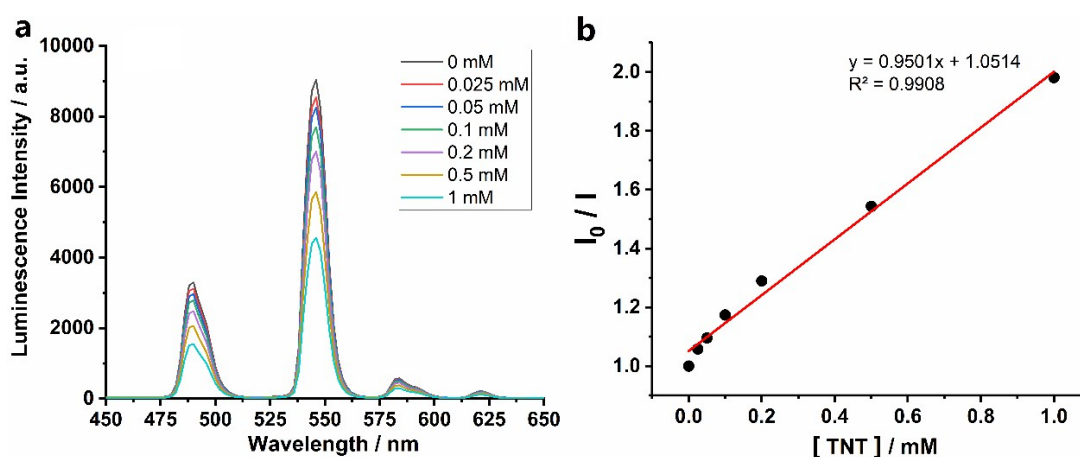 a
10000
8000
6000
4000
2000
0
Luminescence Intensity / a.u.
450 475 500 525 550 575 600 625 650
Wavelength / nm
0 mM
0.025 mM
0.05 mM
0.1 mM
0.2 mM
0.5 mM
1 mM
b
y = 0.9501x + 1.0514
R² = 0.9908
2.0
1.8
1.6
1.4
1.2
1.0
I₀ / I
0.0 0.2 0.4 0.6 0.8 1.0
[ TNT ] / mM